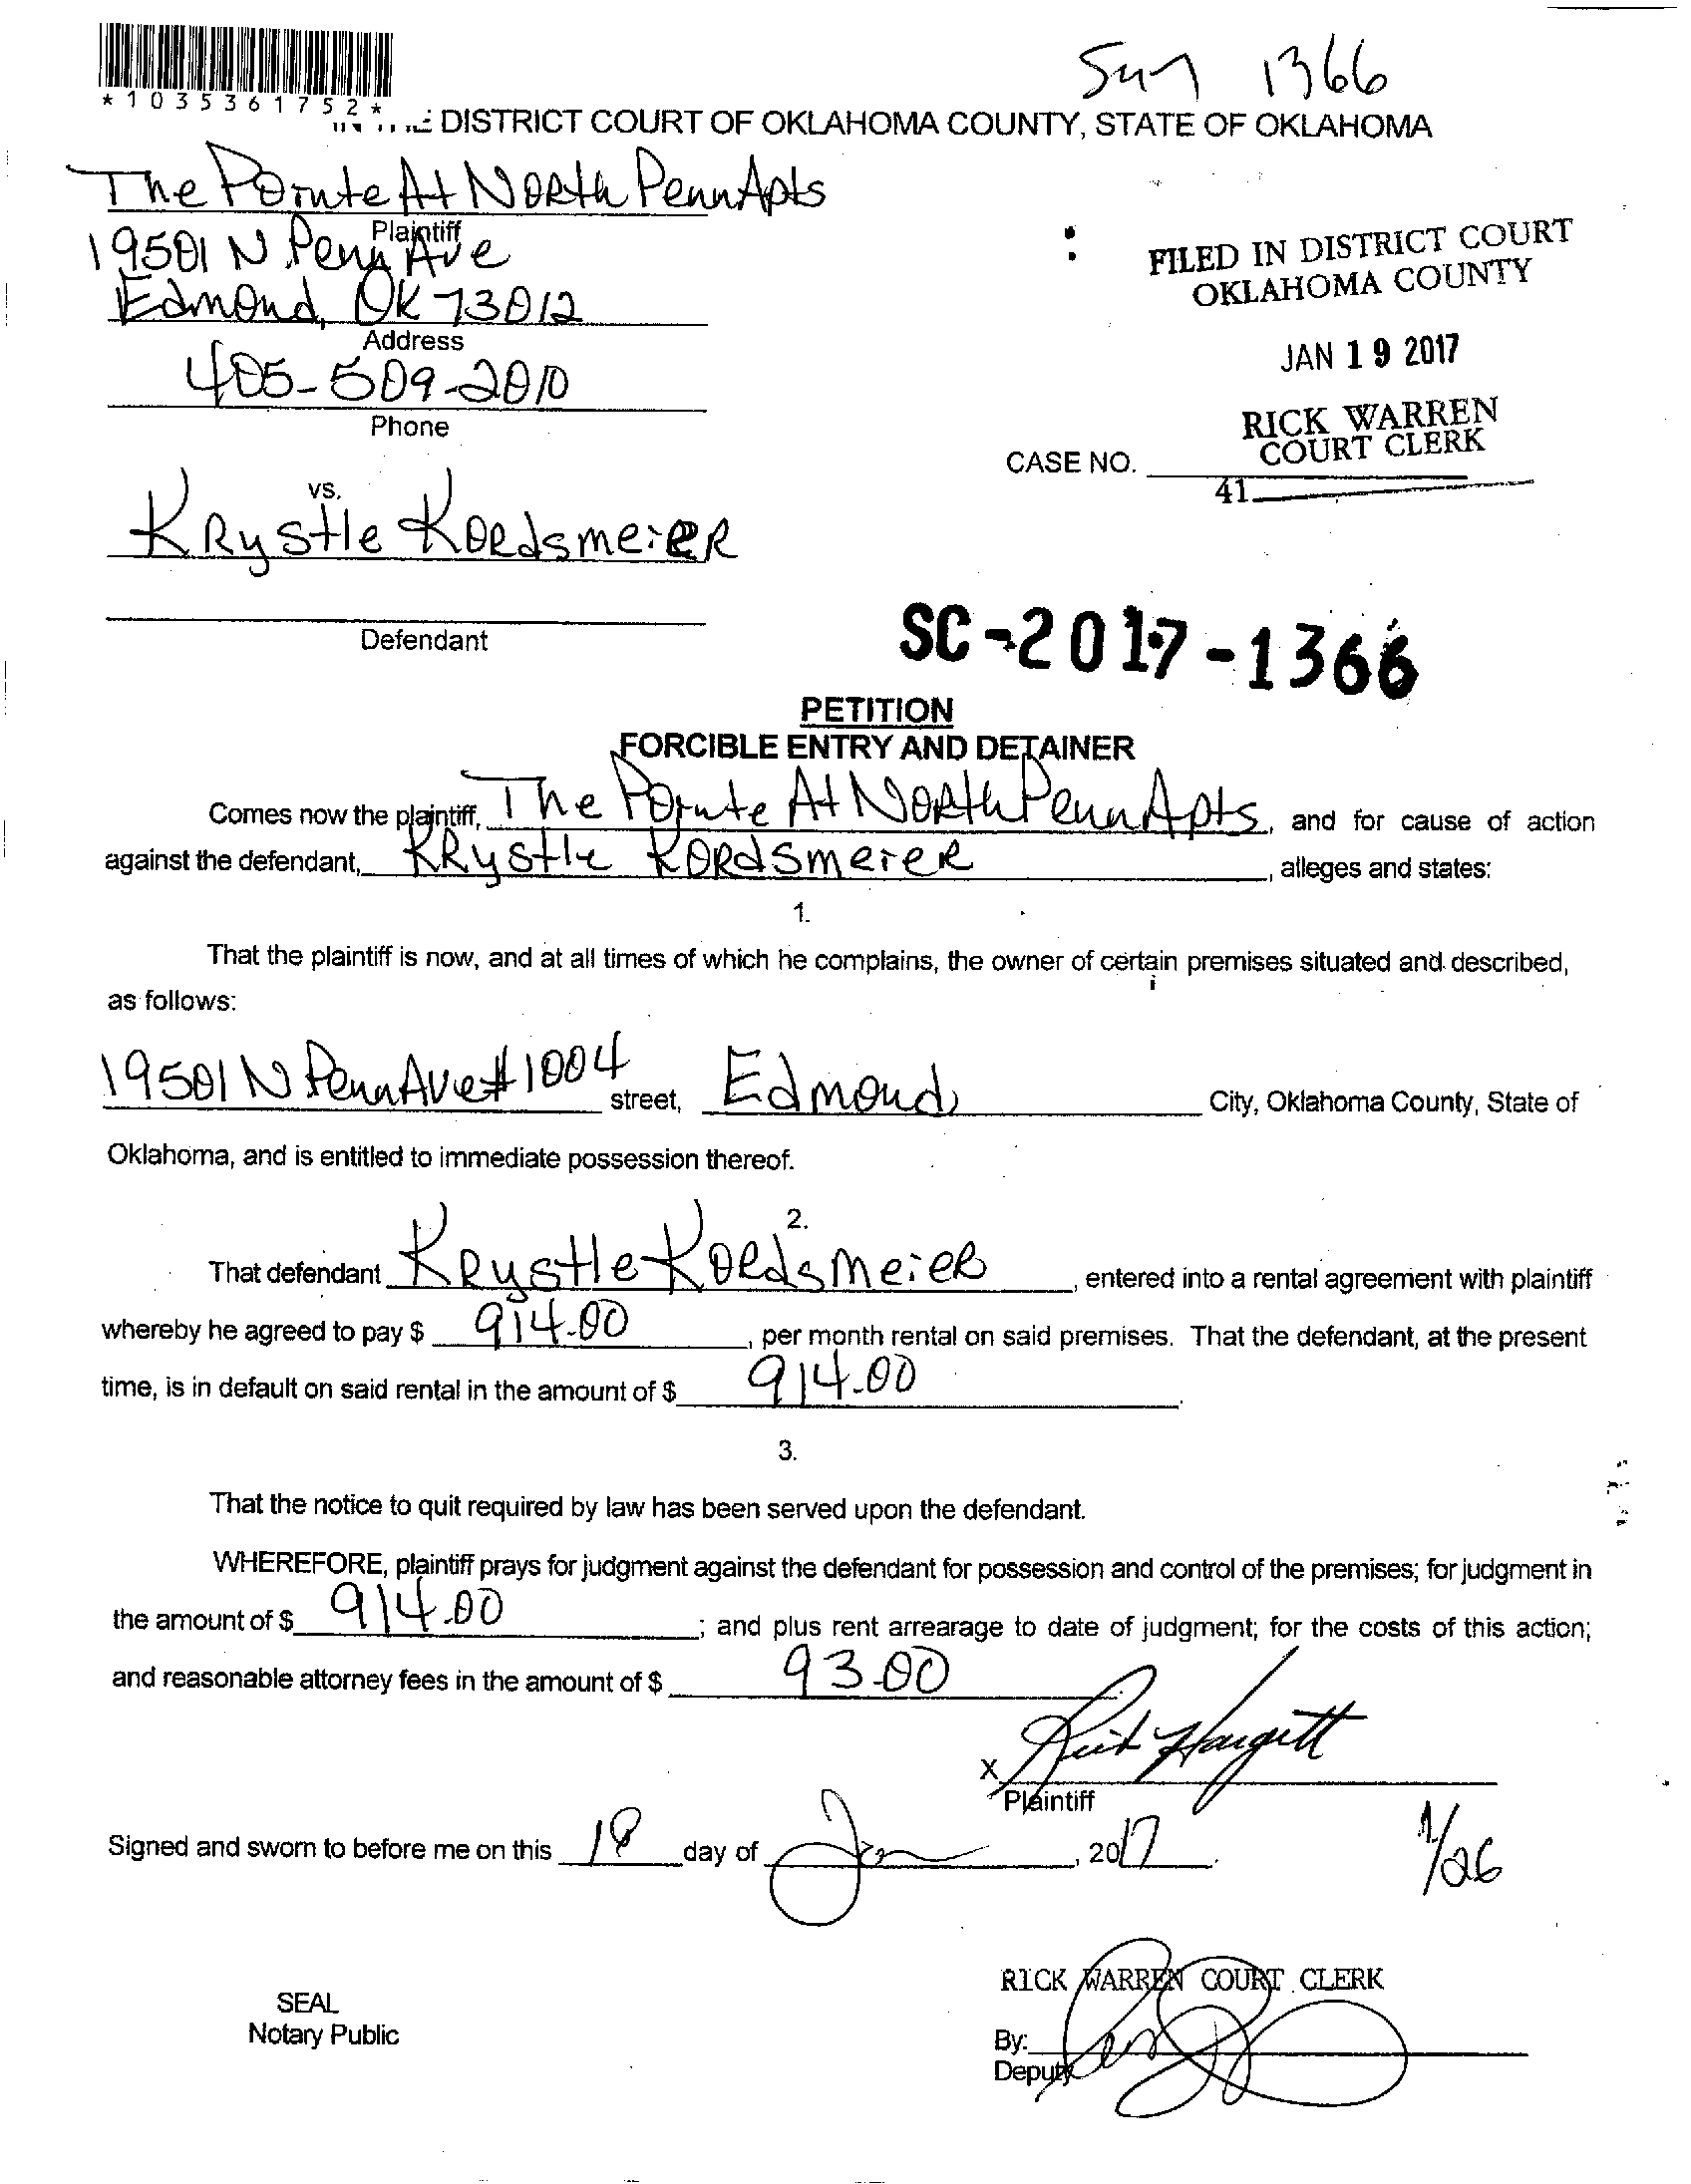 1366
*1035361752*
DISTRICT COURT OF OKLAHOMA COUNTY, STATE OF OKLAHOMA
The Pointe At North Penn Apts
Plaintiff
19501 N Penn Ave
Edmond, OK 73012
Address
405-509-2010
Phone
FILED IN DISTRICT COURT
OKLAHOMA COUNTY
JAN 19 2017
RICK WARREN
COURT CLERK
CASE NO.
41
vs.
Krystle Kordsmeier
Defendant
SC-2017-1366
PETITION
FORCIBLE ENTRY AND DETAINER
Comes now the plaintiff, The Pointe At North Penn Apts, and for cause of action
against the defendant, Krystle Kordsmeier, alleges and states:
1.
That the plaintiff is now, and at all times of which he complains, the owner of certain premises situated and described,
as follows:
19501 N Penn Ave #1004 street, Edmond City, Oklahoma County, State of
Oklahoma, and is entitled to immediate possession thereof.
2.
That defendant Krystle Kordsmeier, entered into a rental agreement with plaintiff
whereby he agreed to pay $ 914.00, per month rental on said premises. That the defendant, at the present
time, is in default on said rental in the amount of $ 914.00.
3.
That the notice to quit required by law has been served upon the defendant.
WHEREFORE, plaintiff prays for judgment against the defendant for possession and control of the premises; for judgment in
the amount of $ 914.00; and plus rent arrearage to date of judgment; for the costs of this action;
and reasonable attorney fees in the amount of $ 93.00
X Hargett
Plaintiff
Signed and sworn to before me on this 18 day of Jan, 2017.
1/26
RICK WARREN COURT CLERK
SEAL
Notary Public
By:
Deputy